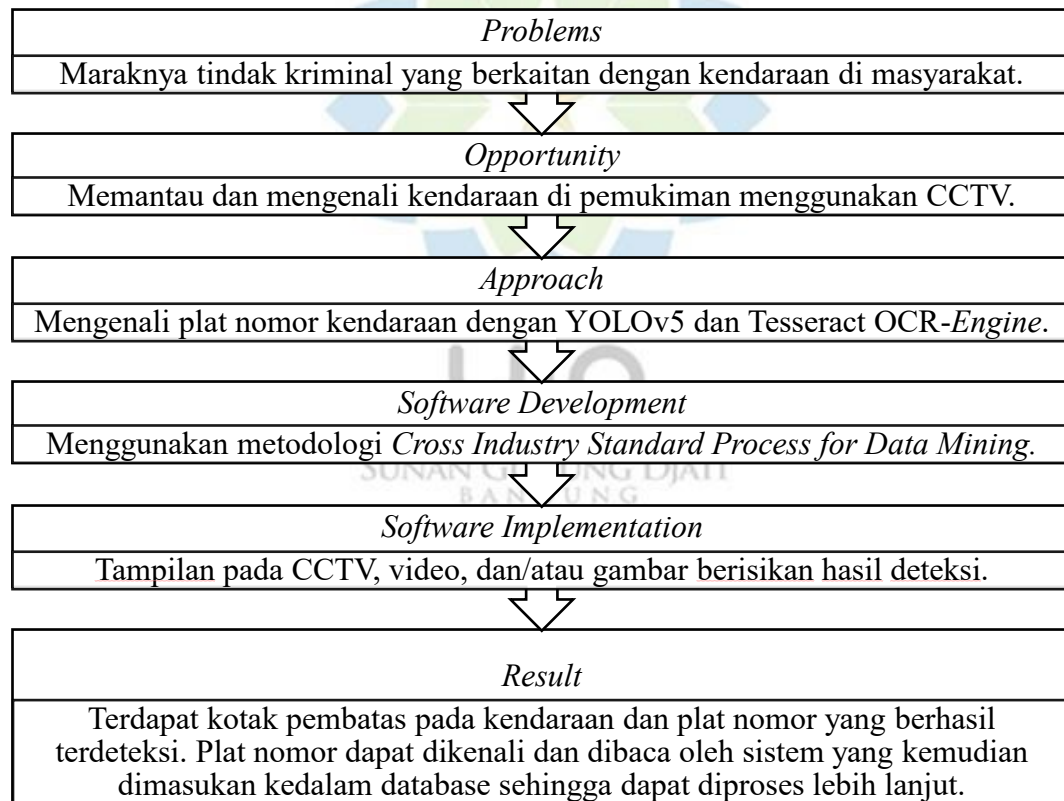 Problems
Maraknya tindak kriminal yang berkaitan dengan kendaraan di masyarakat.
Opportunity
Memantau dan mengenali kendaraan di pemukiman menggunakan CCTV.
Approach
Mengenali plat nomor kendaraan dengan YOLOv5 dan Tesseract OCR-Engine.
Software Development
Menggunakan metodologi Cross Industry Standard Process for Data Mining.
SUNAN GUNUNG DJATI
BANDUNG
Software Implementation
Tampilan pada CCTV, video, dan/atau gambar berisikan hasil deteksi.
Result
Terdapat kotak pembatas pada kendaraan dan plat nomor yang berhasil
terdeteksi. Plat nomor dapat dikenali dan dibaca oleh sistem yang kemudian
dimasukan kedalam database sehingga dapat diproses lebih lanjut.